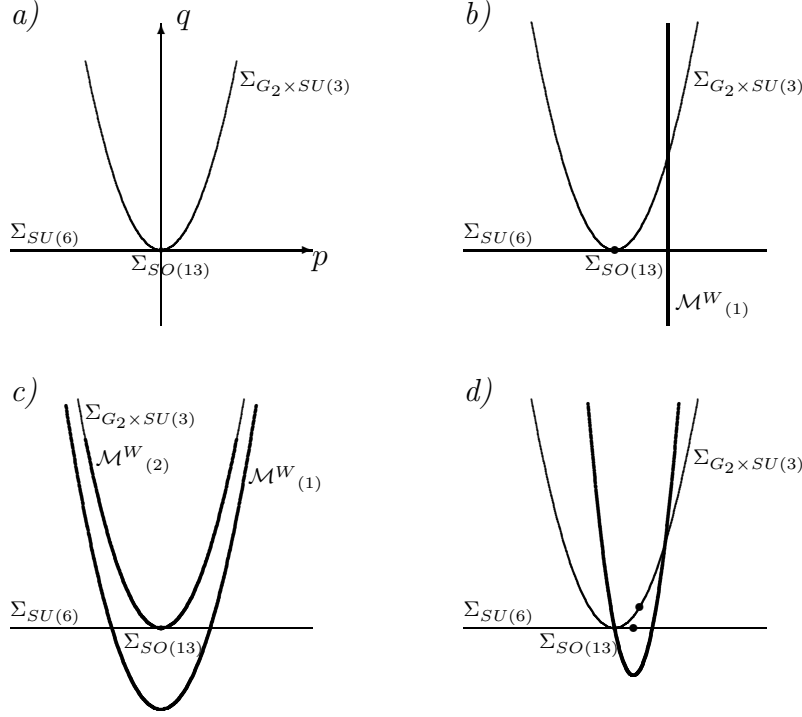 a)
q
Σ_{G_2×SU(3)}
Σ_{SU(6)}
Σ_{SO(13)}
p
b)
Σ_{G_2×SU(3)}
Σ_{SU(6)}
Σ_{SO(13)}
ℳ^W_{(1)}
c)
Σ_{G_2×SU(3)}
ℳ^W_{(2)}
ℳ^W_{(1)}
Σ_{SU(6)}
Σ_{SO(13)}
d)
Σ_{G_2×SU(3)}
Σ_{SU(6)}
Σ_{SO(13)}